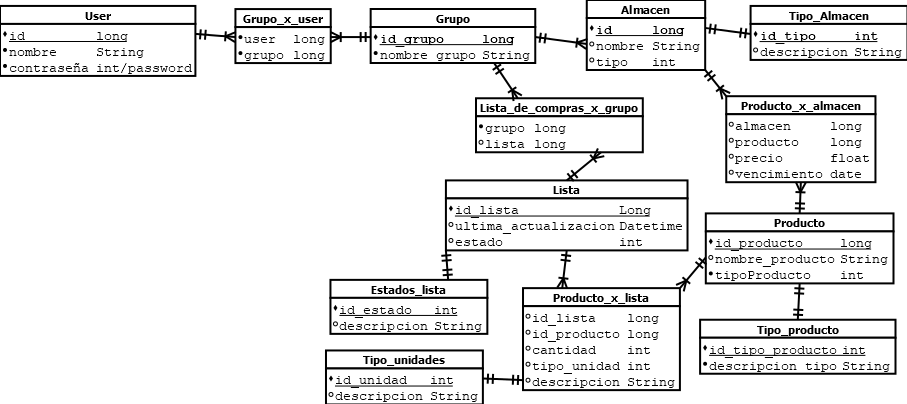 User
id long
nombre String
contraseña int/password
Grupo_x_user
user long
grupo long
Grupo
id_grupo long
nombre grupo String
Almacen
id long
nombre String
tipo int
Tipo_Almacen
id_tipo int
descripcion String
Lista_de_compras_x_grupo
grupo long
lista long
Producto_x_almacen
almacen long
producto long
precio float
vencimiento date
Lista
id_lista Long
ultima_actualizacion Datetime
estado int
Producto
id_producto long
nombre_producto String
tipoProducto int
Estados_lista
id_estado int
descripcion String
Producto_x_lista
id_lista long
id_producto long
cantidad int
tipo_unidad int
descripcion String
Tipo_producto
id_tipo_producto int
descripcion tipo String
Tipo_unidades
id_unidad int
descripcion String